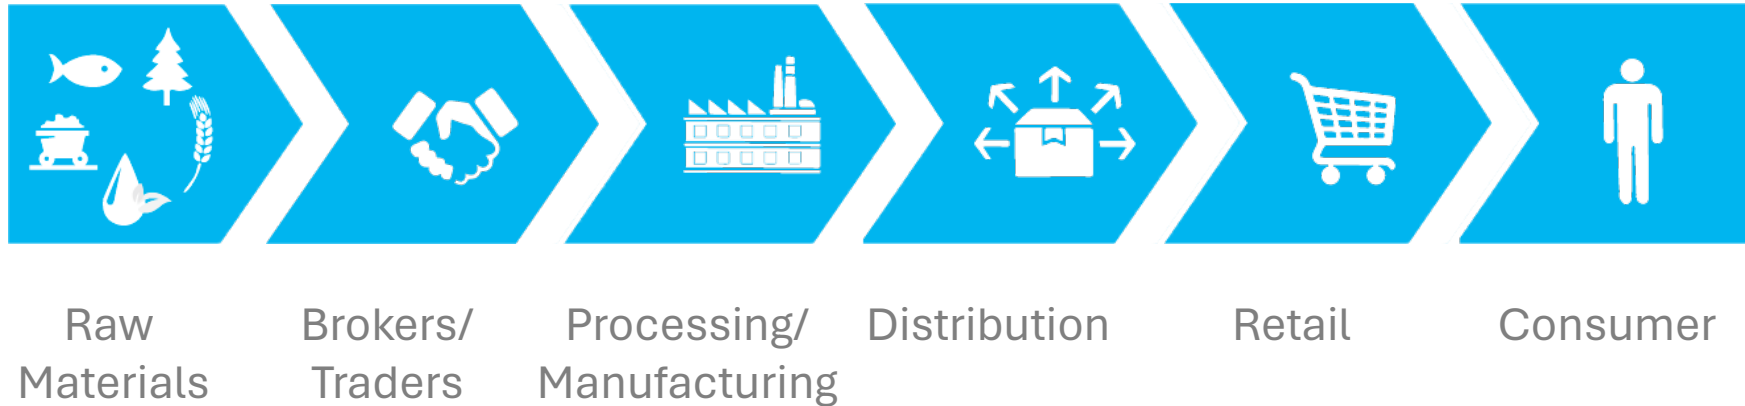 Raw
Materials
Brokers/
Traders
Processing/
Manufacturing
Distribution
Retail
Consumer